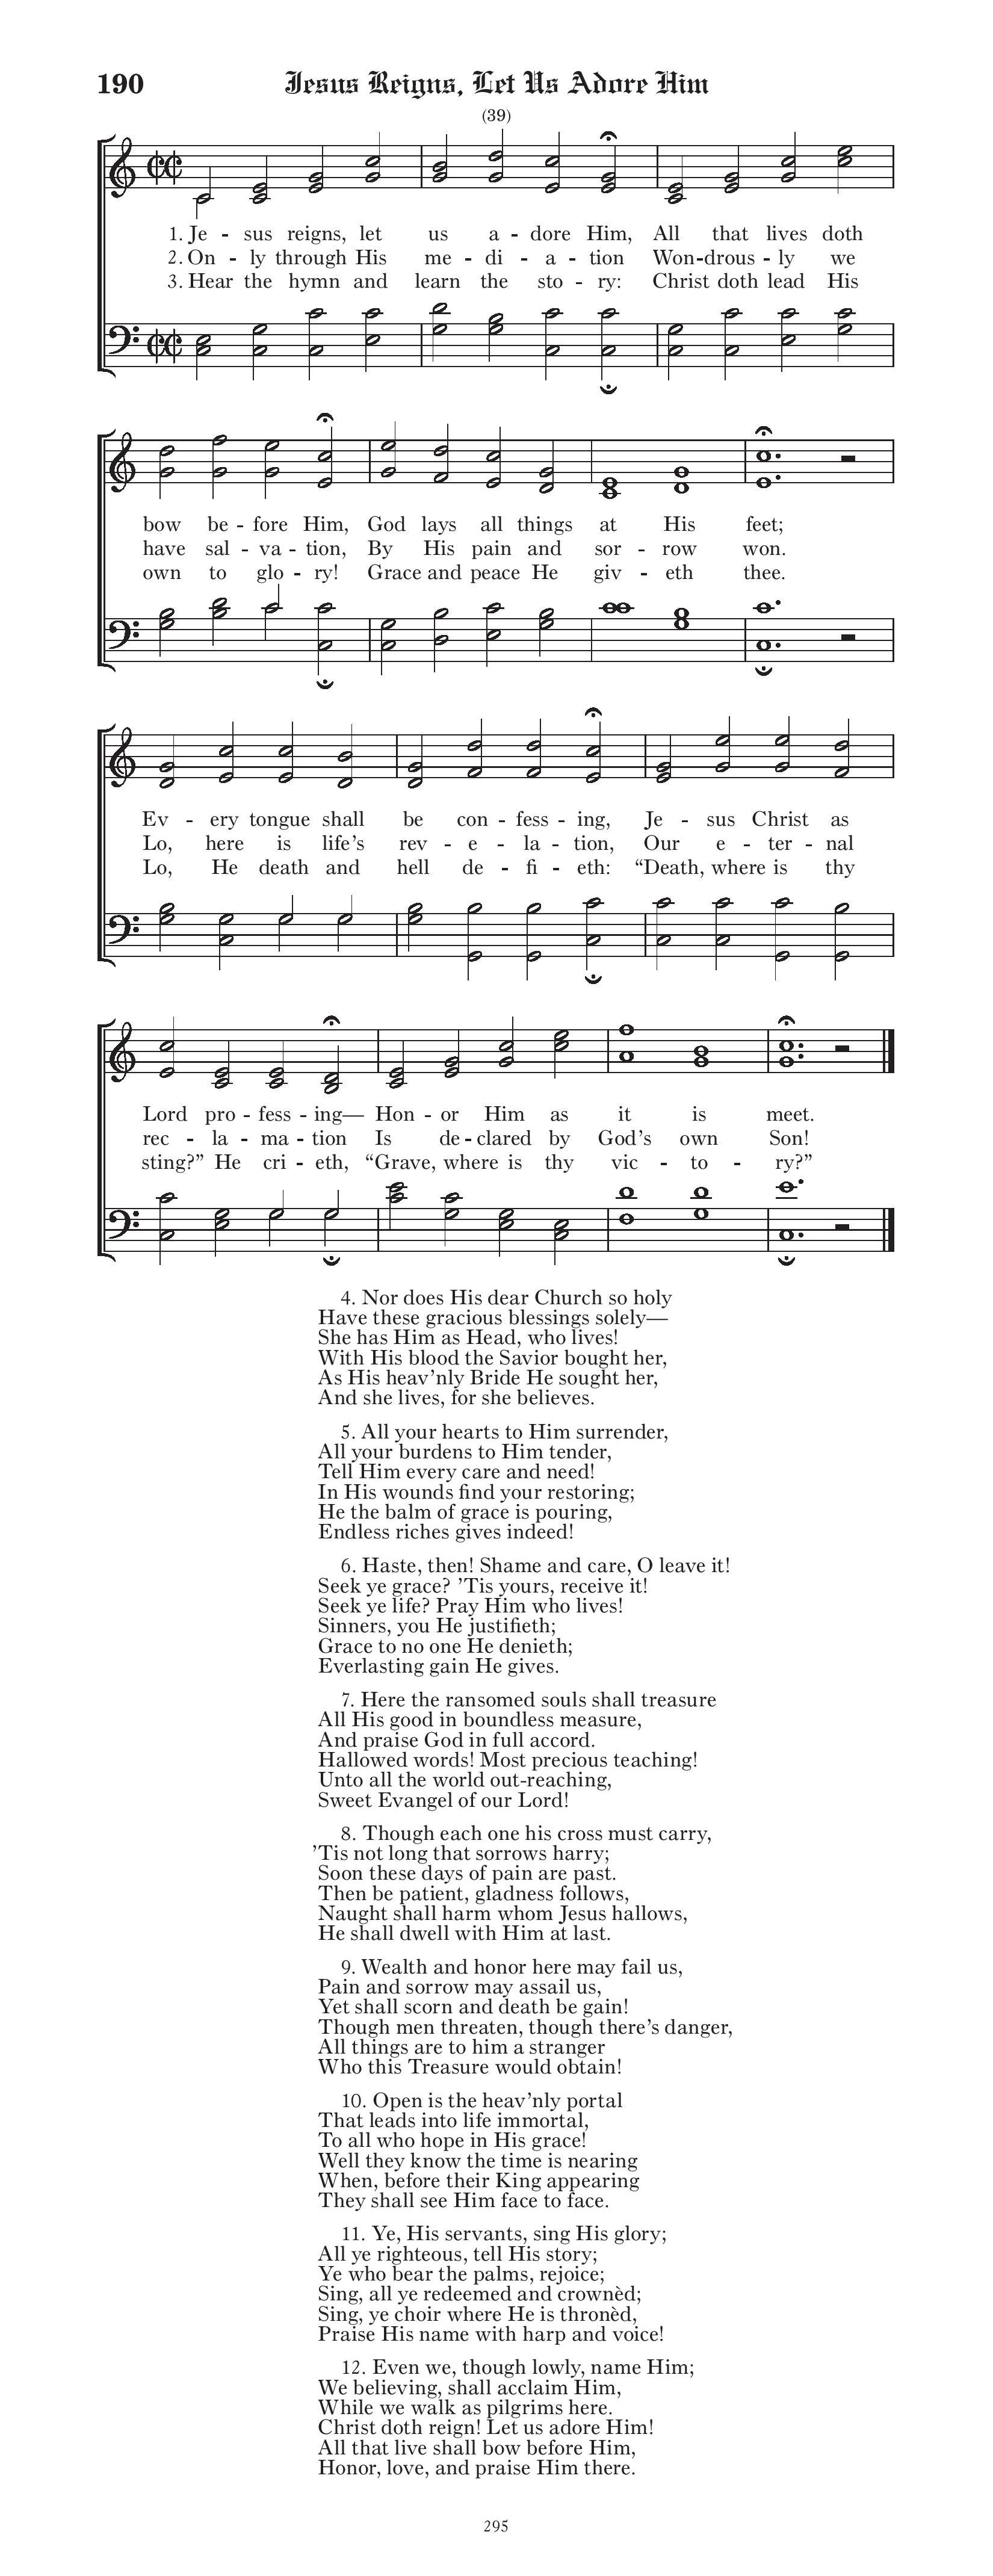 190 Jesus Reigns, Let Us Adore Him
(39)
1. Je - sus reigns, let us a - dore Him, All that lives doth
2. On - ly through His me - di - a - tion Won - drous - ly we
3. Hear the hymn and learn the sto - ry: Christ doth lead His
bow be - fore Him, God lays all things at His feet;
have sal - va - tion, By His pain and sor - row won.
own to glo - ry! Grace and peace He giv - eth thee.
Ev - ery tongue shall be con - fess - ing, Je - sus Christ as
Lo, here is life’s rev - e - la - tion, Our e - ter - nal
Lo, He death and hell de - fi - eth: “Death, where is thy
Lord pro - fess - ing— Hon - or Him as it is meet.
rec - la - ma - tion Is de - clared by God’s own Son!
sting?” He cri - eth, “Grave, where is thy vic - to - ry?”
4. Nor does His dear Church so holy
Have these gracious blessings solely—
She has Him as Head, who lives!
With His blood the Savior bought her,
As His heav’nly Bride He sought her,
And she lives, for she believes.
5. All your hearts to Him surrender,
All your burdens to Him tender,
Tell Him every care and need!
In His wounds find your restoring;
He the balm of grace is pouring,
Endless riches gives indeed!
6. Haste, then! Shame and care, O leave it!
Seek ye grace? ’Tis yours, receive it!
Seek ye life? Pray Him who lives!
Sinners, you He justifieth;
Grace to no one He denieth;
Everlasting gain He gives.
7. Here the ransomed souls shall treasure
All His good in boundless measure,
And praise God in full accord.
Hallowed words! Most precious teaching!
Unto all the world out-reaching,
Sweet Evangel of our Lord!
8. Though each one his cross must carry,
’Tis not long that sorrows harry;
Soon these days of pain are past.
Then be patient, gladness follows,
Naught shall harm whom Jesus hallows,
He shall dwell with Him at last.
9. Wealth and honor here may fail us,
Pain and sorrow may assail us,
Yet shall scorn and death be gain!
Though men threaten, though there’s danger,
All things are to him a stranger
Who this Treasure would obtain!
10. Open is the heav’nly portal
That leads into life immortal,
To all who hope in His grace!
Well they know the time is nearing
When, before their King appearing
They shall see Him face to face.
11. Ye, His servants, sing His glory;
All ye righteous, tell His story;
Ye who bear the palms, rejoice;
Sing, all ye redeemed and crownèd;
Sing, ye choir where He is thronèd,
Praise His name with harp and voice!
12. Even we, though lowly, name Him;
We believing, shall acclaim Him,
While we walk as pilgrims here.
Christ doth reign! Let us adore Him!
All that live shall bow before Him,
Honor, love, and praise Him there.
295